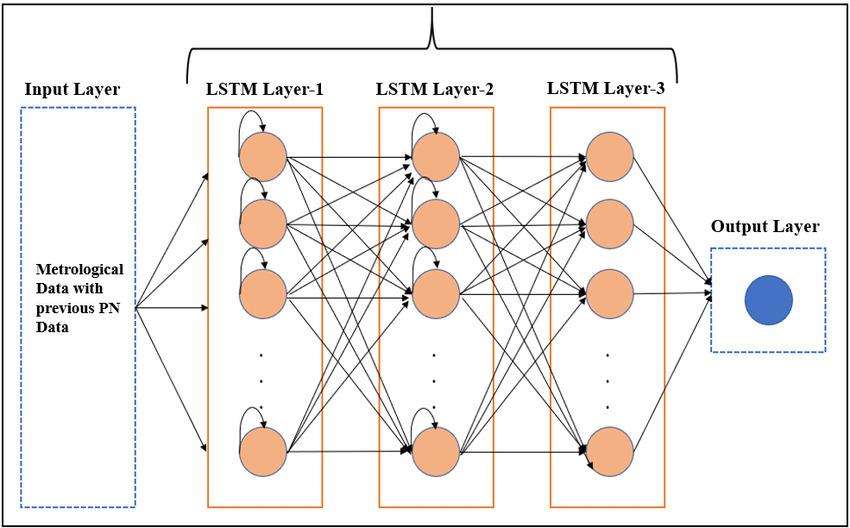 Input Layer
LSTM Layer-1
LSTM Layer-2
LSTM Layer-3
Output Layer
Metrological
Data with
previous PN
Data